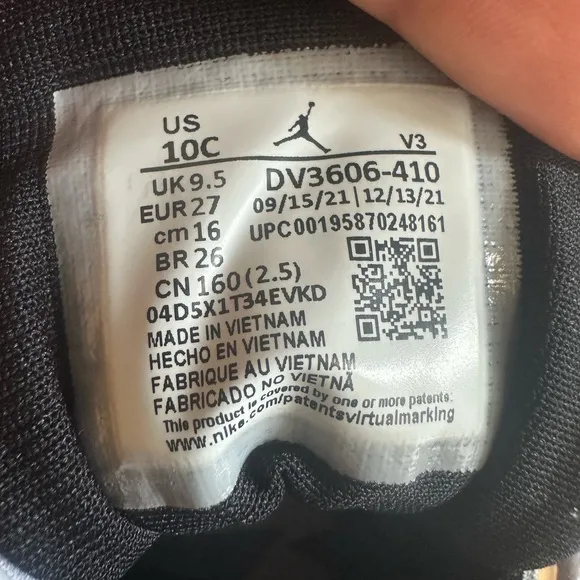 US
10C
V3
UK 9.5
DV3606-410
EUR 27
09/15/21 | 12/13/21
cm 16
UPC00195870248161
BR 26
CN 160 (2.5)
04D5X1T34EVKD
MADE IN VIETNAM
HECHO EN VIETNAM
FABRIQUE AU VIETNAM
FABRICADO NO VIETNÃ
This product is covered by one or more patents:
www.nike.com/patentsvirtualmarking